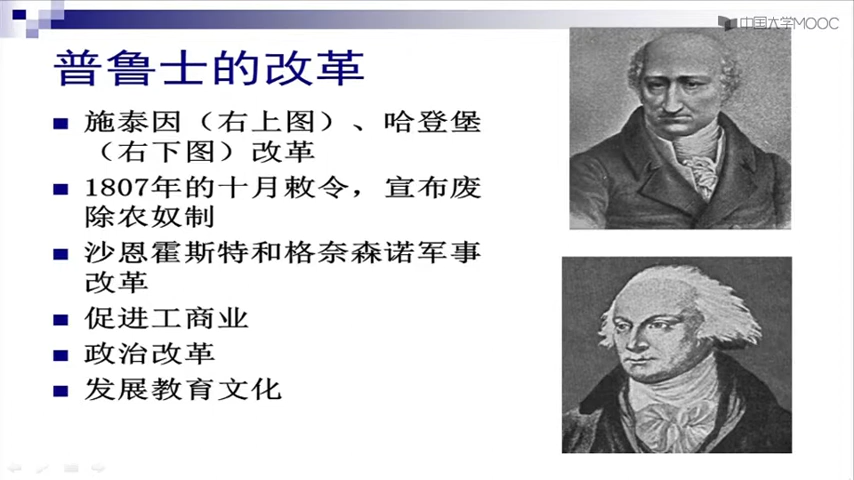 中国大学MOOC
普鲁士的改革
施泰因（右上图）、哈登堡
（右下图）改革
1807年的十月敕令，宣布废
除农奴制
沙恩霍斯特和格奈森诺军事
改革
促进工商业
政治改革
发展教育文化